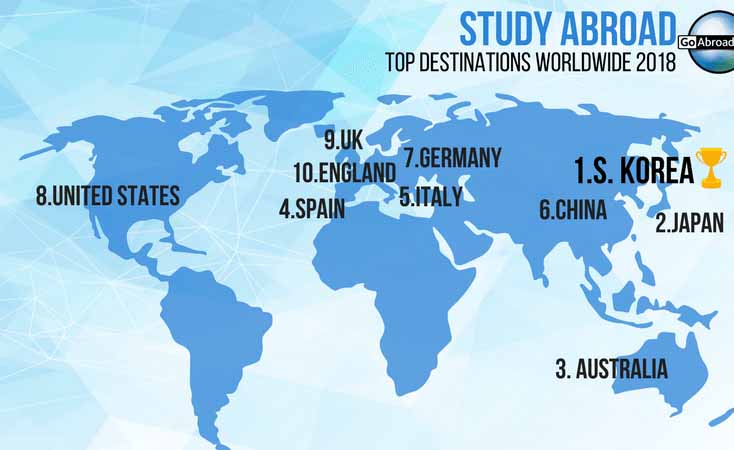 STUDY ABROAD
GoAbroad
TOP DESTINATIONS WORLDWIDE 2018
9.UK
7.GERMANY
10.ENGLAND
1.S. KOREA
8.UNITED STATES
5.ITALY
4.SPAIN
6.CHINA
2.JAPAN
3. AUSTRALIA